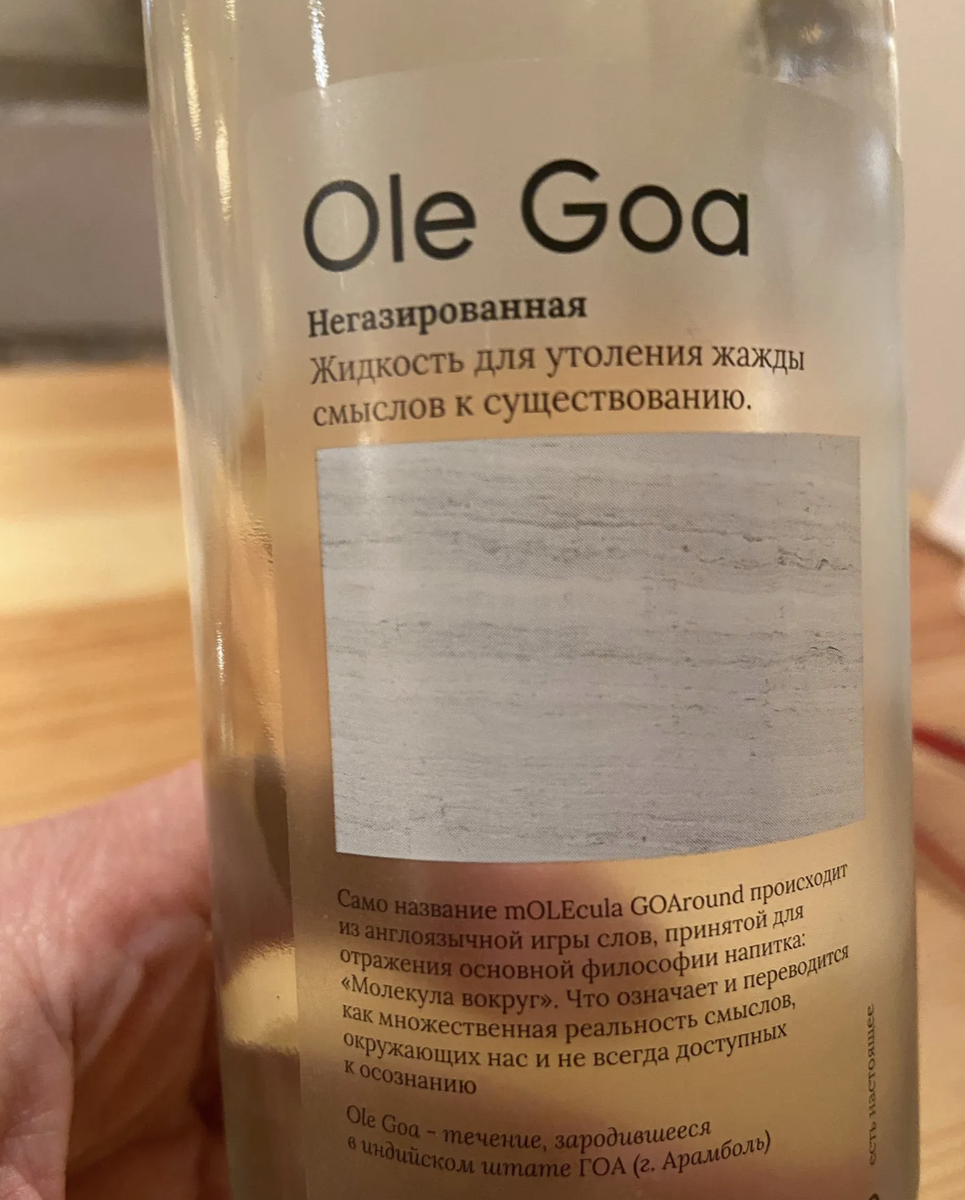 Ole Goa
Негазированная
Жидкость для утоления жажды
смыслов к существованию.
Само название mOLEcula GOAround происходит
из англоязычной игры слов, принятой для
отражения основной философии напитка:
«Молекула вокруг». Что означает и переводится
как множественная реальность смыслов,
окружающих нас и не всегда доступных
к осознанию
Ole Goa – течение, зародившееся
в индийском штате ГОА (г. Арамболь)
есть настоящее